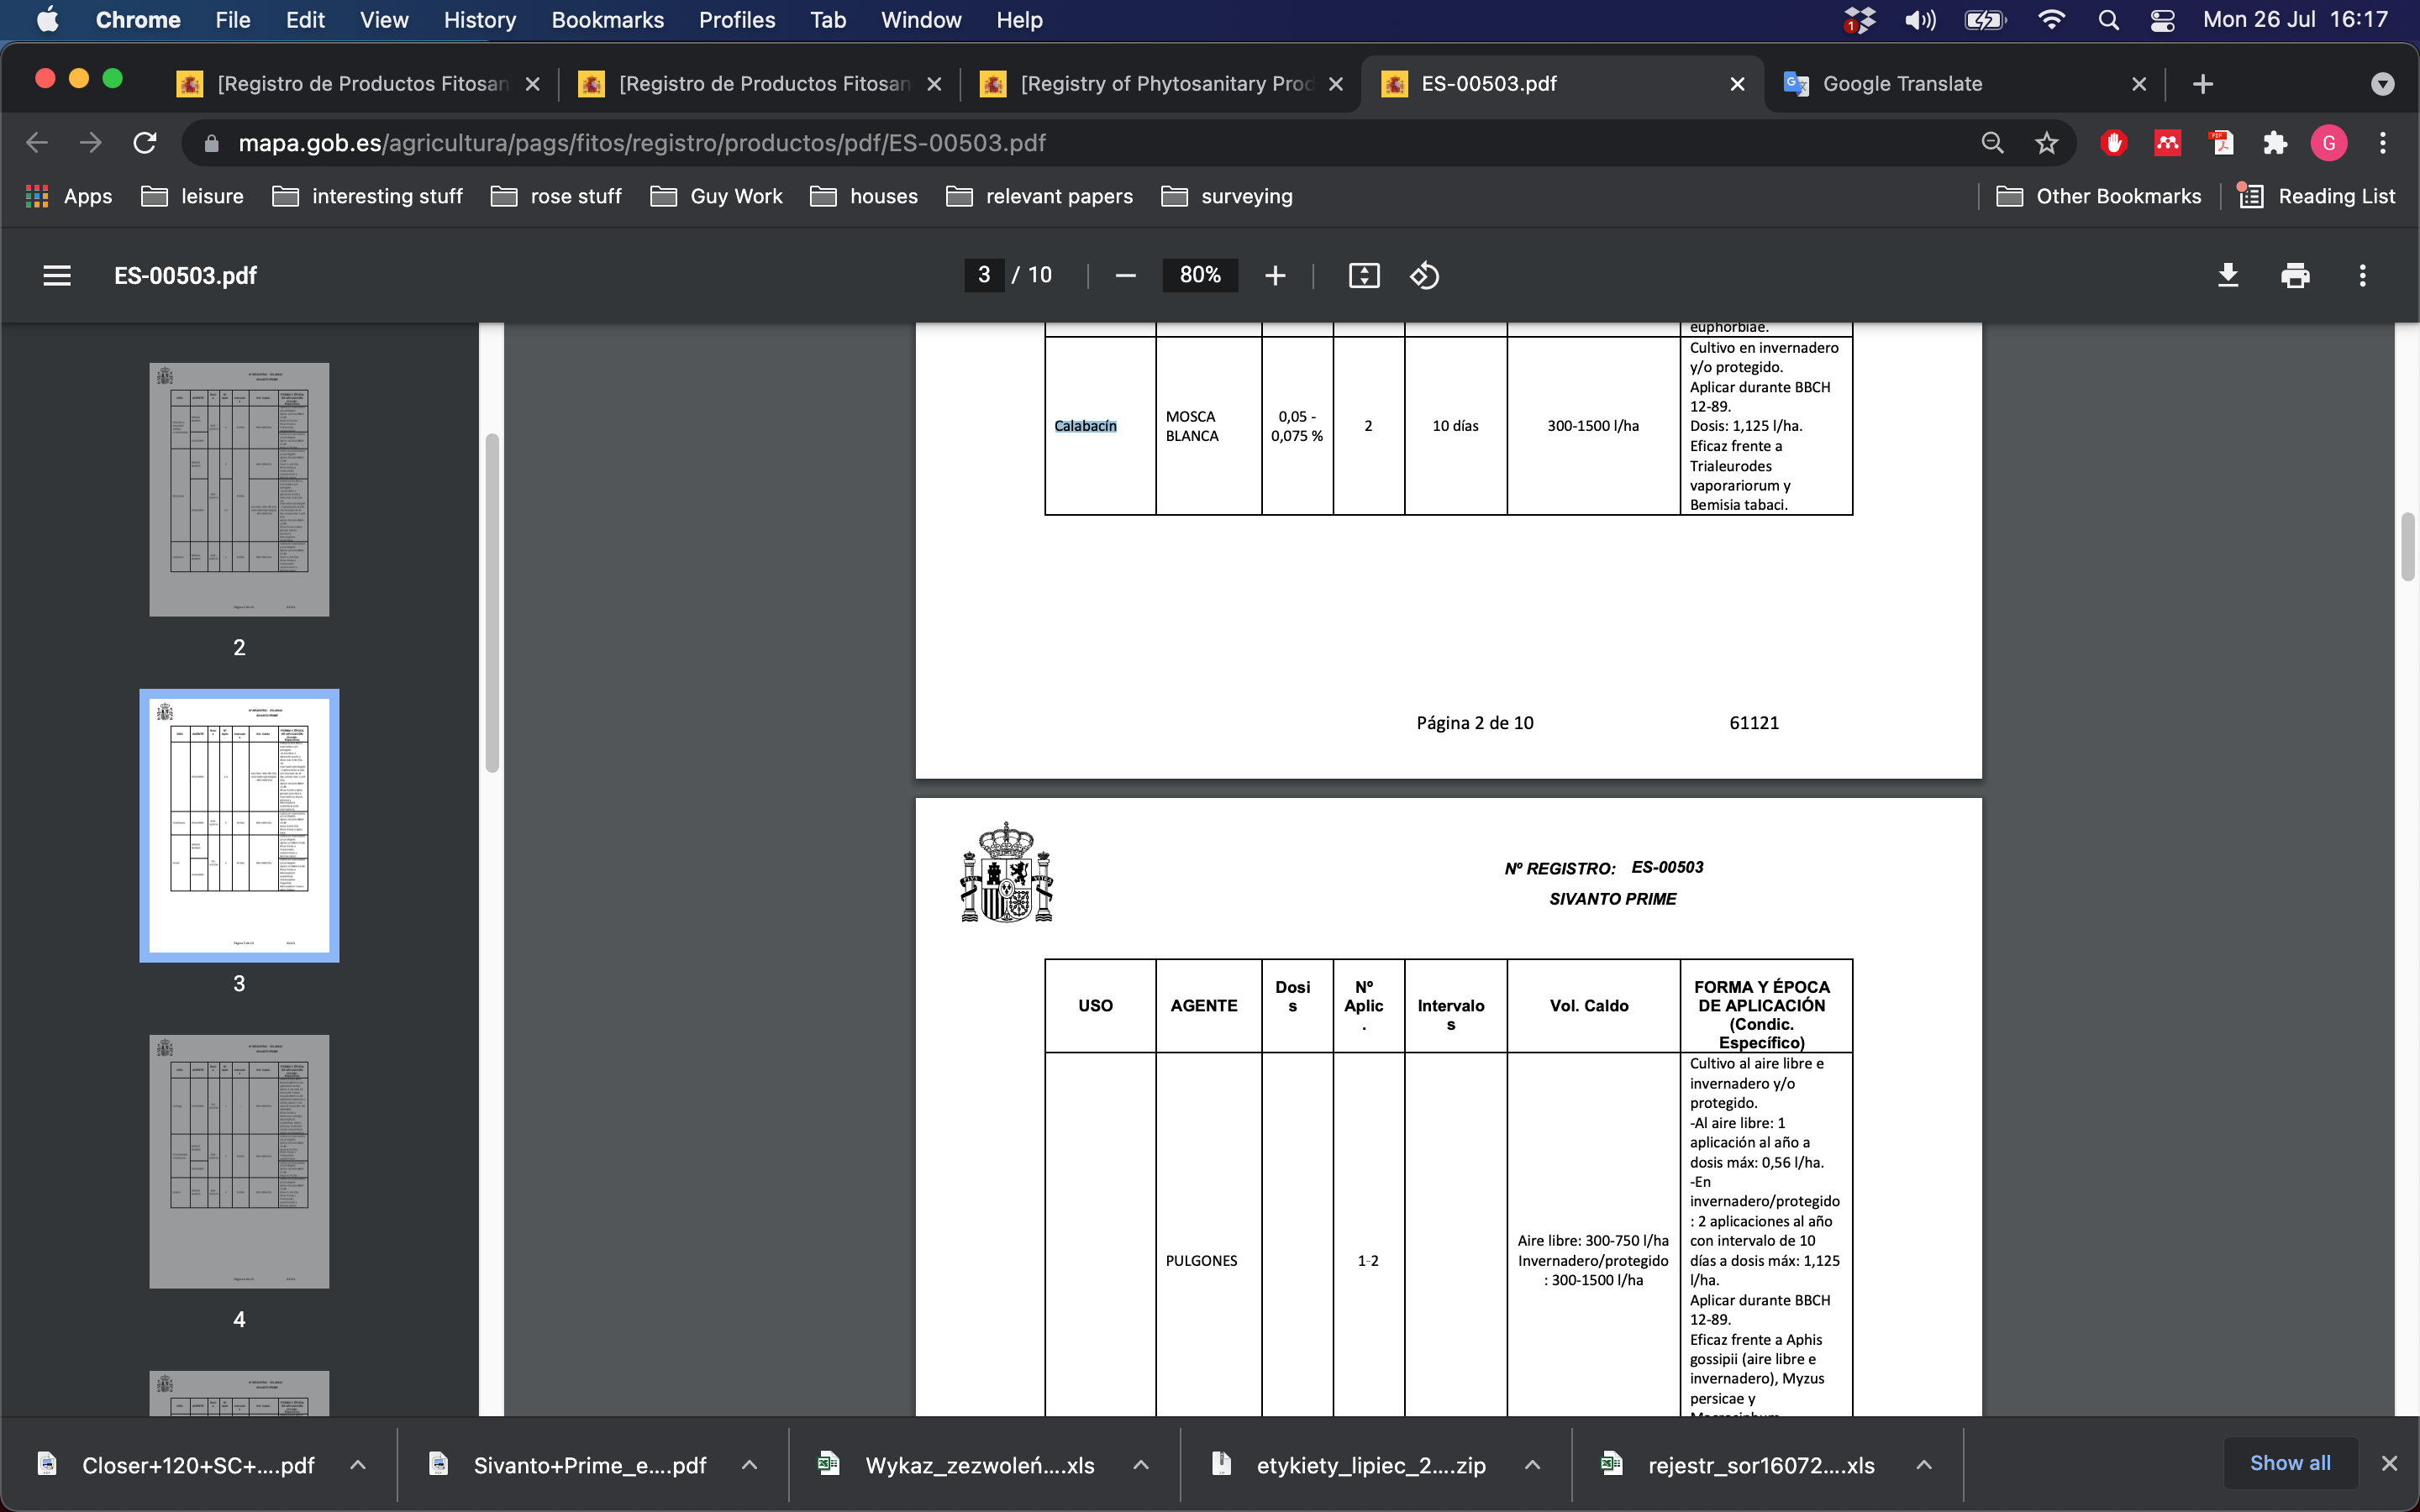 Chrome File Edit View History Bookmarks Profiles Tab Window Help 1 Mon 26 Jul 16:17
[Registro de Productos Fitosan [Registro de Productos Fitosan [Registry of Phytosanitary Prod ES-00503.pdf Google Translate
mapa.gob.es/agricultura/pags/fitos/registro/productos/pdf/ES-00503.pdf G
Apps leisure interesting stuff rose stuff Guy Work houses relevant papers surveying Other Bookmarks Reading List
ES-00503.pdf 3 / 10 80%
2
3
4
euphorbiae.
Calabacín
MOSCA
BLANCA
0,05 -
0,075 %
2
10 días
300-1500 l/ha
Cultivo en invernadero
y/o protegido.
Aplicar durante BBCH
12-89.
Dosis: 1,125 l/ha.
Eficaz frente a
Trialeurodes
vaporariorum y
Bemisia tabaci.
Página 2 de 10 61121
Nº REGISTRO: ES-00503
SIVANTO PRIME
USO
AGENTE
Dosi
s
Nº
Aplic
.
Intervalo
s
Vol. Caldo
FORMA Y ÉPOCA
DE APLICACIÓN
(Condic.
Específico)
PULGONES
1-2
Aire libre: 300-750 l/ha
Invernadero/protegido
: 300-1500 l/ha
Cultivo al aire libre e
invernadero y/o
protegido.
-Al aire libre: 1
aplicación al año a
dosis máx: 0,56 l/ha.
-En
invernadero/protegido
: 2 aplicaciones al año
con intervalo de 10
días a dosis máx: 1,125
l/ha.
Aplicar durante BBCH
12-89.
Eficaz frente a Aphis
gossipii (aire libre e
invernadero), Myzus
persicae y
Closer+120+SC+....pdf Sivanto+Prime_e....pdf Wykaz_zezwoleń....xls etykiety_lipiec_2....zip rejestr_sor16072....xls Show all